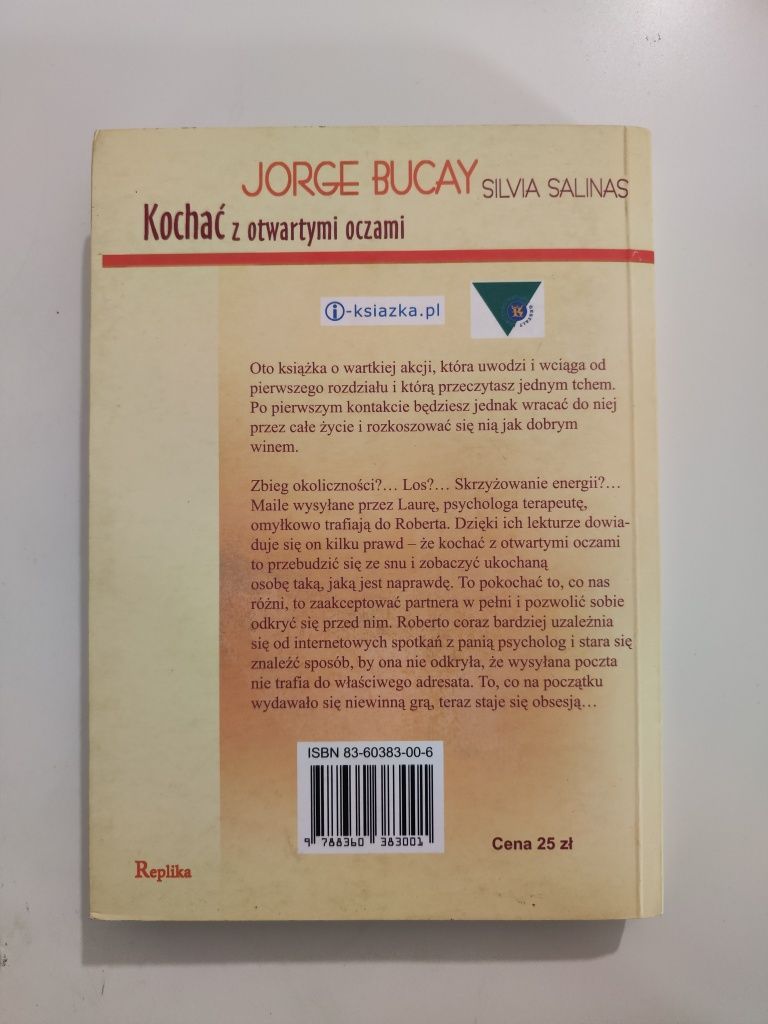 JORGE BUCAY SILVIA SALINAS
Kochać z otwartymi oczami
i-ksiazka.pl
Oto książka o wartkiej akcji, która uwodzi i wciąga od
pierwszego rozdziału i którą przeczytasz jednym tchem.
Po pierwszym kontakcie będziesz jednak wracać do niej
przez całe życie i rozkoszować się nią jak dobrym
winem.
Zbieg okoliczności?… Los?… Skrzyżowanie energii?…
Maile wysyłane przez Laurę, psychologa terapeutę,
omyłkowo trafiają do Roberta. Dzięki ich lekturze dowia-
duje się on kilku prawd – że kochać z otwartymi oczami
to przebudzić się ze snu i zobaczyć ukochaną
osobę taką, jaką jest naprawdę. To pokochać to, co nas
różni, to zaakceptować partnera w pełni i pozwolić sobie
odkryć się przed nim. Roberto coraz bardziej uzależnia
się od internetowych spotkań z panią psycholog i stara się
znaleźć sposób, by ona nie odkryła, że wysyłana poczta
nie trafia do właściwego adresata. To, co na początku
wydawało się niewinną grą, teraz staje się obsesją…
ISBN 83-60383-00-6
9 788360 383001
Cena 25 zł
Replika